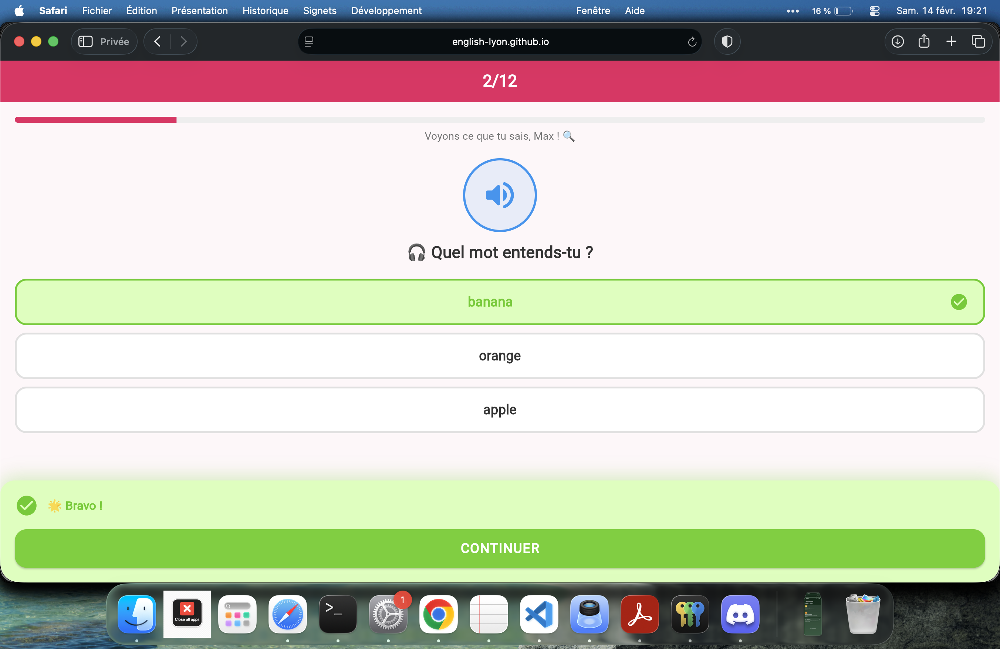 Safari Fichier Édition Présentation Historique Signets Développement Fenêtre Aide 16 % Sam. 14 févr. 19:21
Privée english-lyon.github.io
2/12
Voyons ce que tu sais, Max ! 🔍
🎧 Quel mot entends-tu ?
banana
orange
apple
🌟 Bravo !
CONTINUER
1
Close all apps